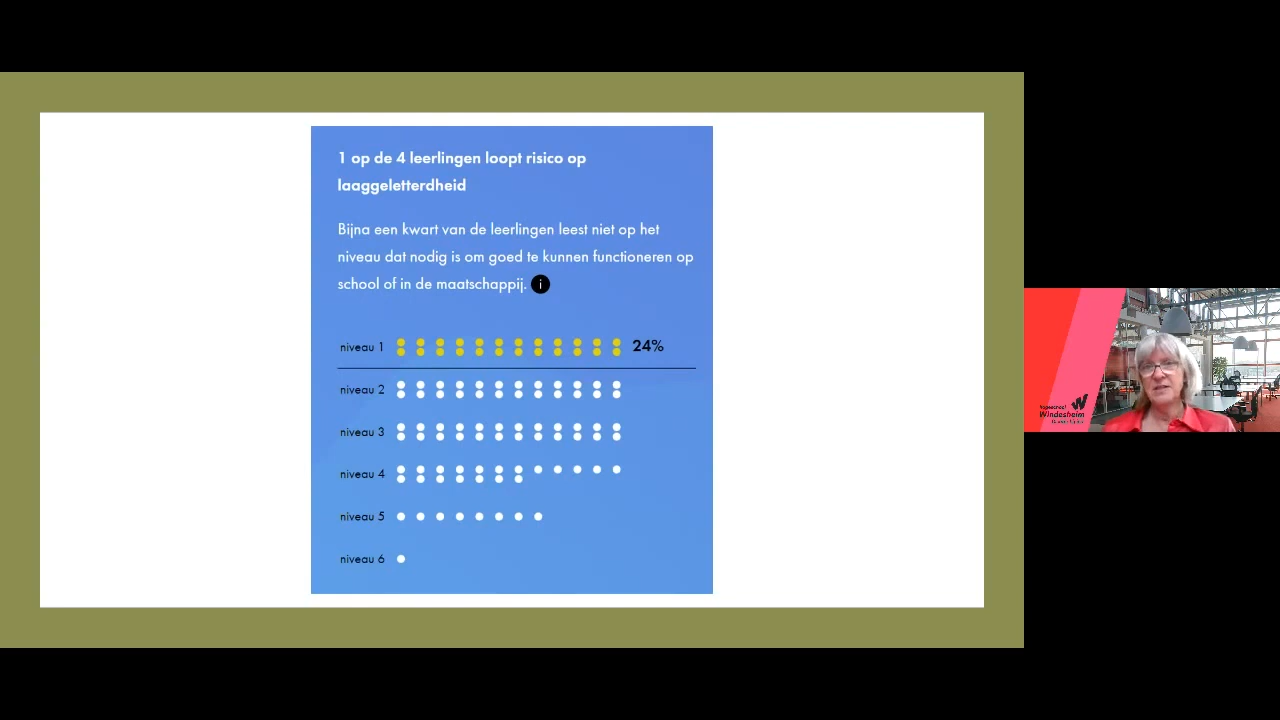 1 op de 4 leerlingen loopt risico op
laaggeletterdheid
Bijna een kwart van de leerlingen leest niet op het
niveau dat nodig is om goed te kunnen functioneren op
school of in de maatschappij. i
niveau 1 24%
niveau 2
niveau 3
niveau 4
niveau 5
niveau 6
Hogeschool
Windesheim